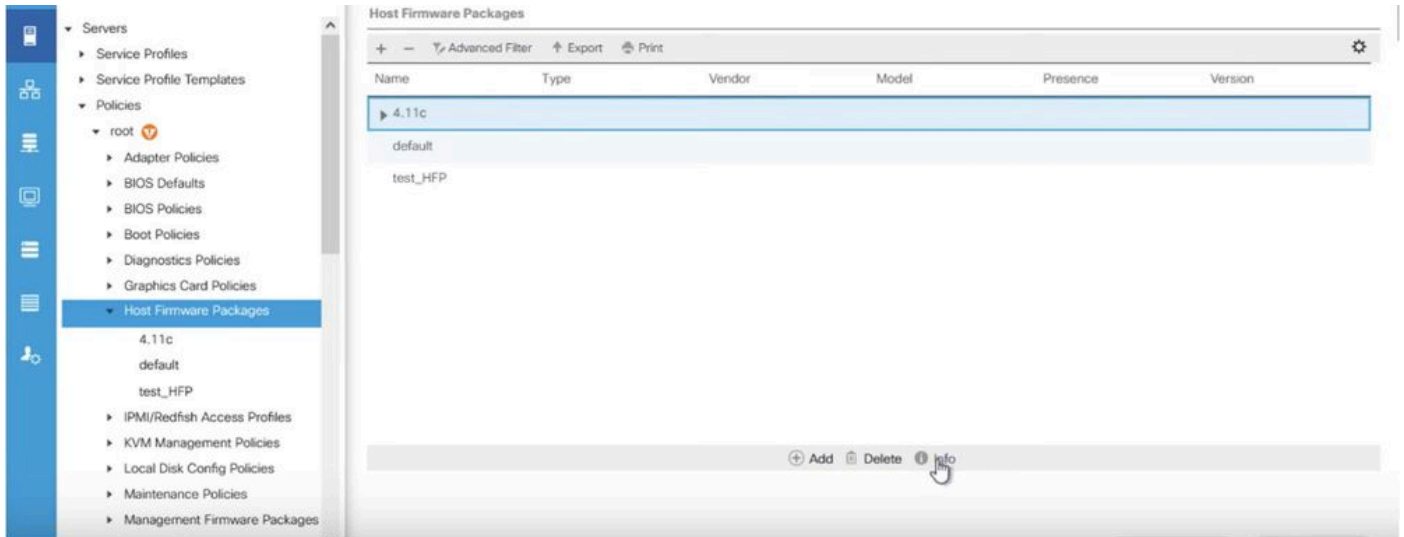 Servers
Service Profiles
Service Profile Templates
Policies
root
Adapter Policies
BIOS Defaults
BIOS Policies
Boot Policies
Diagnostics Policies
Graphics Card Policies
Host Firmware Packages
4.11c
default
test_HFP
IPMI/Redfish Access Profiles
KVM Management Policies
Local Disk Config Policies
Maintenance Policies
Management Firmware Packages
Host Firmware Packages
+ − Advanced Filter Export Print
Name Type Vendor Model Presence Version
4.11c
default
test_HFP
Add Delete Info